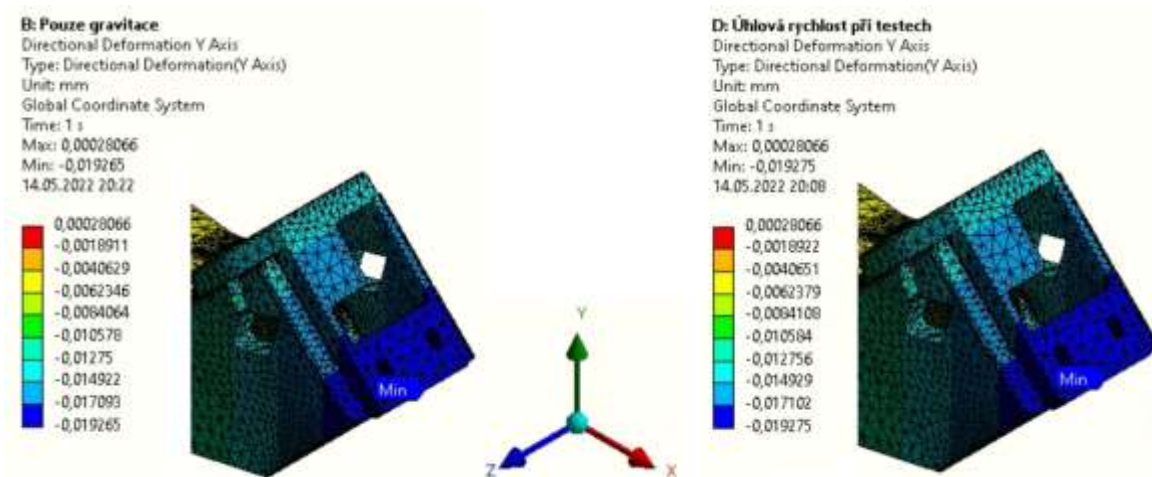 B: Pouze gravitace
Directional Deformation Y Axis
Type: Directional Deformation(Y Axis)
Unit: mm
Global Coordinate System
Time: 1 s
Max: 0,00028066
Min: -0,019265
14.05.2022 20:22
0,00028066
-0,0018911
-0,0040629
-0,0062346
-0,0084064
-0,010578
-0,01275
-0,014922
-0,017093
-0,019265
Min
Y
Z
X
D: Úhlová rychlost při testech
Directional Deformation Y Axis
Type: Directional Deformation(Y Axis)
Unit: mm
Global Coordinate System
Time: 1 s
Max: 0,00028066
Min: -0,019275
14.05.2022 20:08
0,00028066
-0,0018922
-0,0040651
-0,0062379
-0,0084108
-0,010584
-0,012756
-0,014929
-0,017102
-0,019275
Min